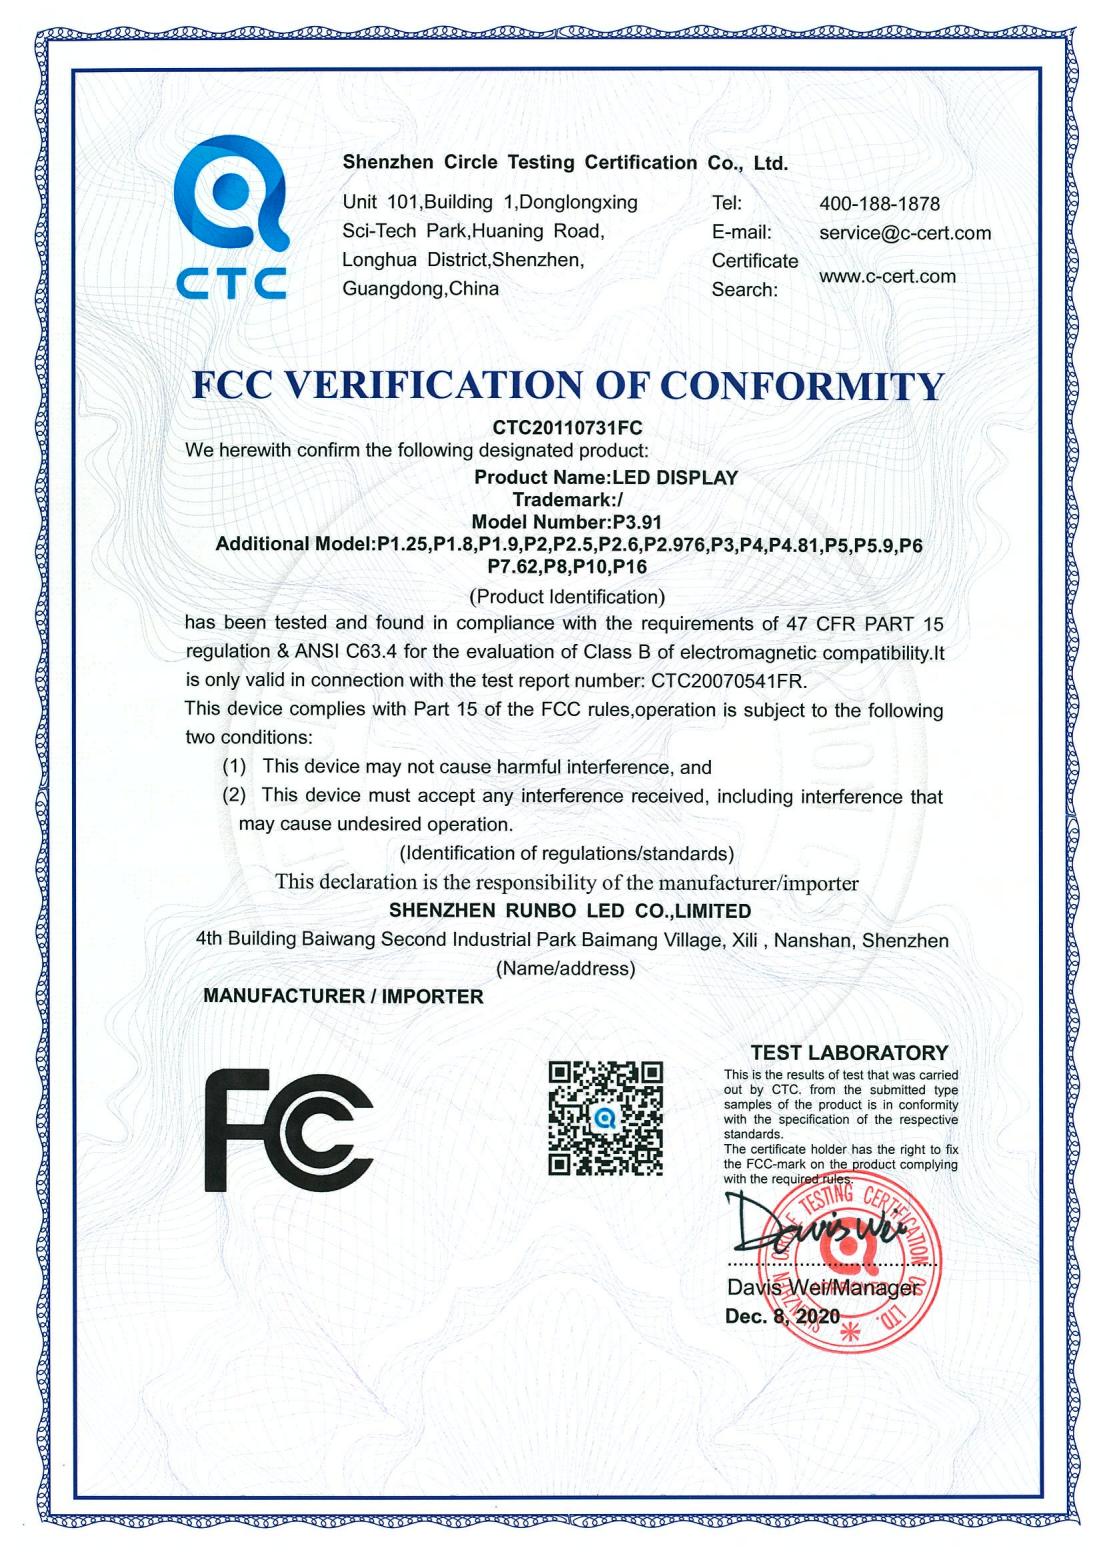 CTC
Shenzhen Circle Testing Certification Co., Ltd.
Unit 101,Building 1,Donglongxing
Sci-Tech Park,Huaning Road,
Longhua District,Shenzhen,
Guangdong,China
Tel: 400-188-1878
E-mail: service@c-cert.com
Certificate
Search: www.c-cert.com
FCC VERIFICATION OF CONFORMITY
CTC20110731FC
We herewith confirm the following designated product:
Product Name:LED DISPLAY
Trademark:/
Model Number:P3.91
Additional Model:P1.25,P1.8,P1.9,P2,P2.5,P2.6,P2.976,P3,P4,P4.81,P5,P5.9,P6
P7.62,P8,P10,P16
(Product Identification)
has been tested and found in compliance with the requirements of 47 CFR PART 15
regulation & ANSI C63.4 for the evaluation of Class B of electromagnetic compatibility.It
is only valid in connection with the test report number: CTC20070541FR.
This device complies with Part 15 of the FCC rules,operation is subject to the following
two conditions:
(1) This device may not cause harmful interference, and
(2) This device must accept any interference received, including interference that
may cause undesired operation.
(Identification of regulations/standards)
This declaration is the responsibility of the manufacturer/importer
SHENZHEN RUNBO LED CO.,LIMITED
4th Building Baiwang Second Industrial Park Baimang Village, Xili , Nanshan, Shenzhen
(Name/address)
MANUFACTURER / IMPORTER
FC
TEST LABORATORY
This is the results of test that was carried
out by CTC. from the submitted type
samples of the product is in conformity
with the specification of the respective
standards.
The certificate holder has the right to fix
the FCC-mark on the product complying
with the required rules.
SHENZHEN CIRCLE TESTING CERTIFICATION CO., LTD.
APPROVED
Davis Wei
Davis Wei/Manager
Dec. 8, 2020